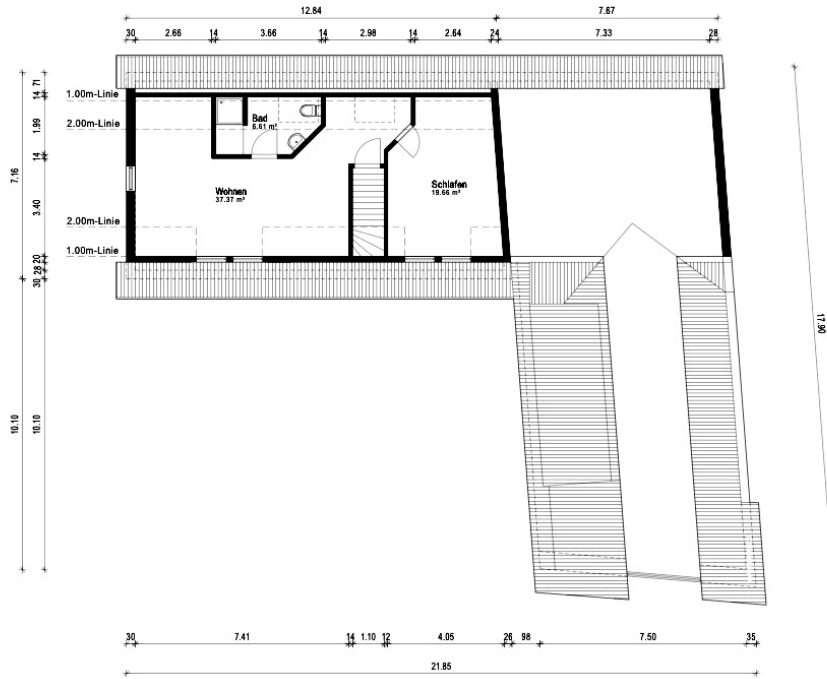 12.84 7.67
30 2.66 14 3.66 14 2.98 14 2.64 24 7.33 28
71
1.00m-Linie
14
Bad
6.61 m²
1.99
2.00m-Linie
14
7.16
Schlafen
19.66 m²
Wohnen
37.37 m²
3.40
2.00m-Linie
1.00m-Linie
20
28
30
17.90
10.10 10.10
30 7.41 14 1.10 12 4.05 26 98 7.50 35
21.85